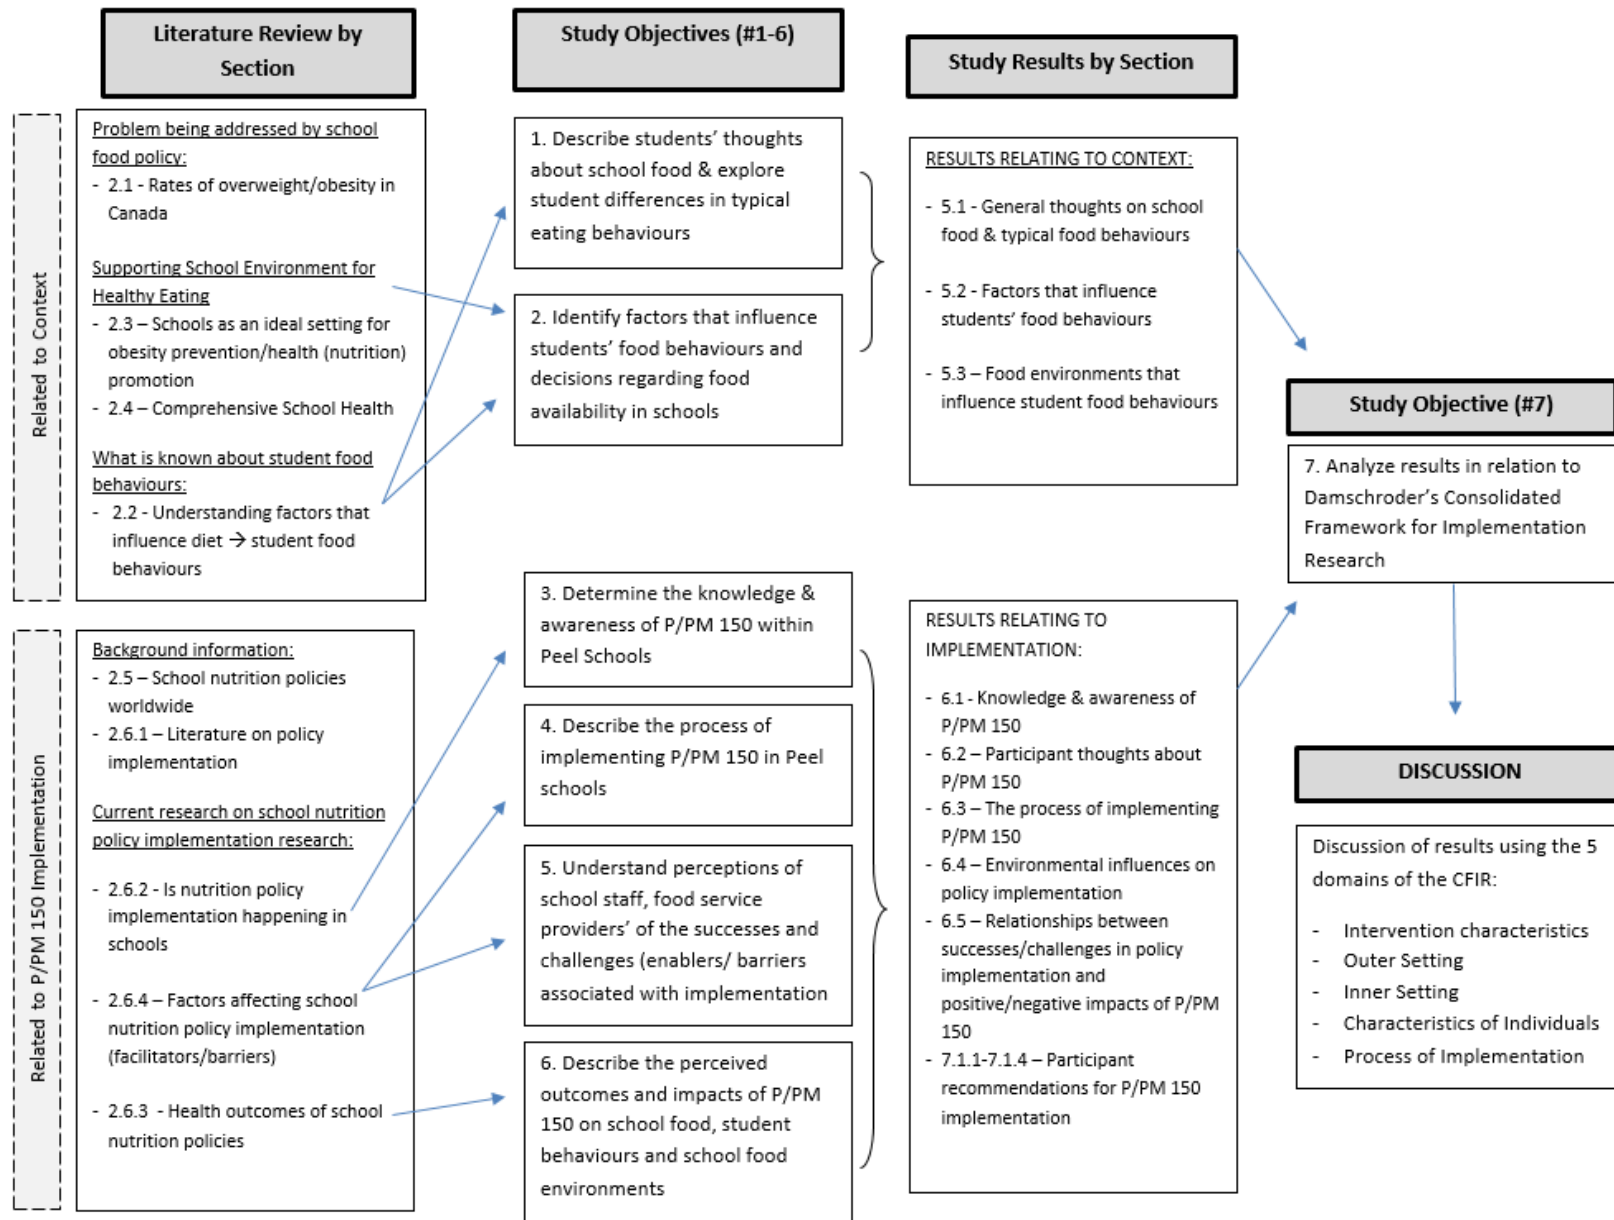 Literature Review by
Section
Study Objectives (#1-6)
Study Results by Section
Related to Context
Problem being addressed by school
food policy:
- 2.1 - Rates of overweight/obesity in
Canada
Supporting School Environment for
Healthy Eating
- 2.3 – Schools as an ideal setting for
obesity prevention/health (nutrition)
promotion
- 2.4 – Comprehensive School Health
What is known about student food
behaviours:
- 2.2 - Understanding factors that
influence diet → student food
behaviours
1. Describe students’ thoughts
about school food & explore
student differences in typical
eating behaviours
2. Identify factors that influence
students’ food behaviours and
decisions regarding food
availability in schools
RESULTS RELATING TO CONTEXT:
- 5.1 - General thoughts on school
food & typical food behaviours
- 5.2 – Factors that influence
students’ food behaviours
- 5.3 – Food environments that
influence student food behaviours
Related to P/PM 150 Implementation
Background information:
- 2.5 – School nutrition policies
worldwide
- 2.6.1 – Literature on policy
implementation
Current research on school nutrition
policy implementation research:
- 2.6.2 – Is nutrition policy
implementation happening in
schools
- 2.6.4 – Factors affecting school
nutrition policy implementation
(facilitators/barriers)
- 2.6.3 - Health outcomes of school
nutrition policies
3. Determine the knowledge &
awareness of P/PM 150 within
Peel Schools
4. Describe the process of
implementing P/PM 150 in Peel
schools
5. Understand perceptions of
school staff, food service
providers’ of the successes and
challenges (enablers/ barriers
associated with implementation
6. Describe the perceived
outcomes and impacts of P/PM
150 on school food, student
behaviours and school food
environments
RESULTS RELATING TO
IMPLEMENTATION:
- 6.1 - Knowledge & awareness of
P/PM 150
- 6.2 – Participant thoughts about
P/PM 150
- 6.3 – The process of implementing
P/PM 150
- 6.4 – Environmental influences on
policy implementation
- 6.5 – Relationships between
successes/challenges in policy
implementation and
positive/negative impacts of P/PM
150
- 7.1.1-7.1.4 – Participant
recommendations for P/PM 150
implementation
Study Objective (#7)
7. Analyze results in relation to
Damschroder’s Consolidated
Framework for Implementation
Research
DISCUSSION
Discussion of results using the 5
domains of the CFIR:
- Intervention characteristics
- Outer Setting
- Inner Setting
- Characteristics of Individuals
- Process of Implementation